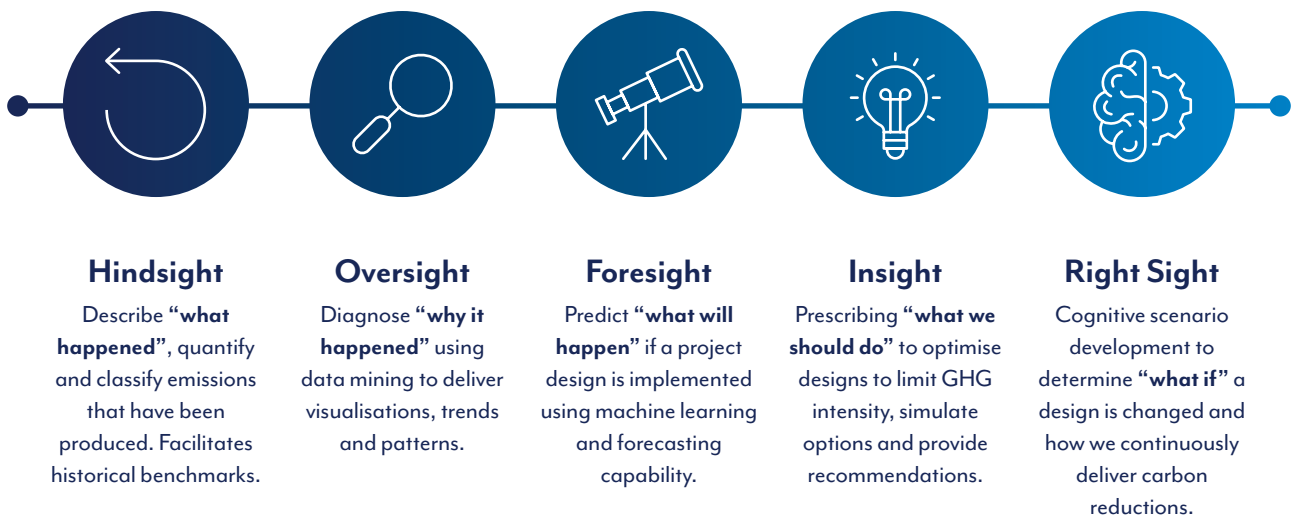 Hindsight
Describe “what
happened”, quantify
and classify emissions
that have been
produced. Facilitates
historical benchmarks.
Oversight
Diagnose “why it
happened” using
data mining to deliver
visualisations, trends
and patterns.
Foresight
Predict “what will
happen” if a project
design is implemented
using machine learning
and forecasting
capability.
Insight
Prescribing “what we
should do” to optimise
designs to limit GHG
intensity, simulate
options and provide
recommendations.
Right Sight
Cognitive scenario
development to
determine “what if” a
design is changed and
how we continuously
deliver carbon
reductions.